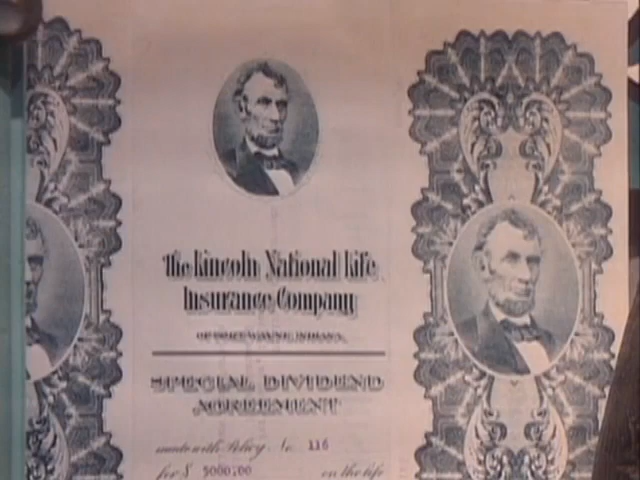 The Lincoln National Life
Insurance Company
OF FORT WAYNE, INDIANA.
SPECIAL DIVIDEND
AGREEMENT
made with Policy No. 116
for $ 5000.00 on the life